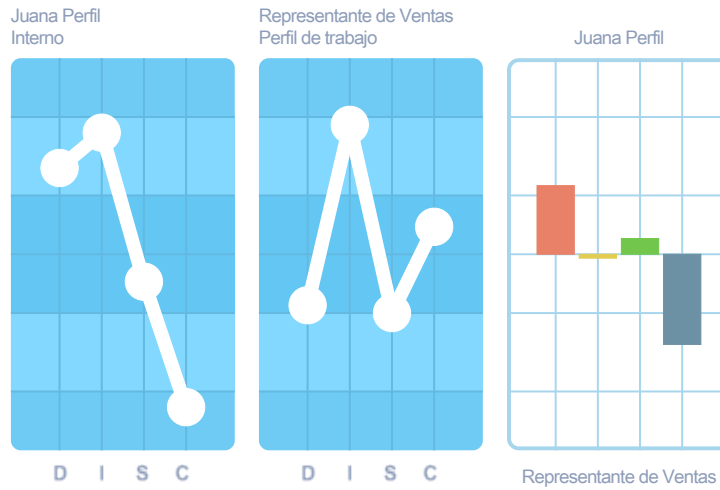 Juana Perfil
Interno
Representante de Ventas
Perfil de trabajo
Juana Perfil
D I S C
D I S C
Representante de Ventas